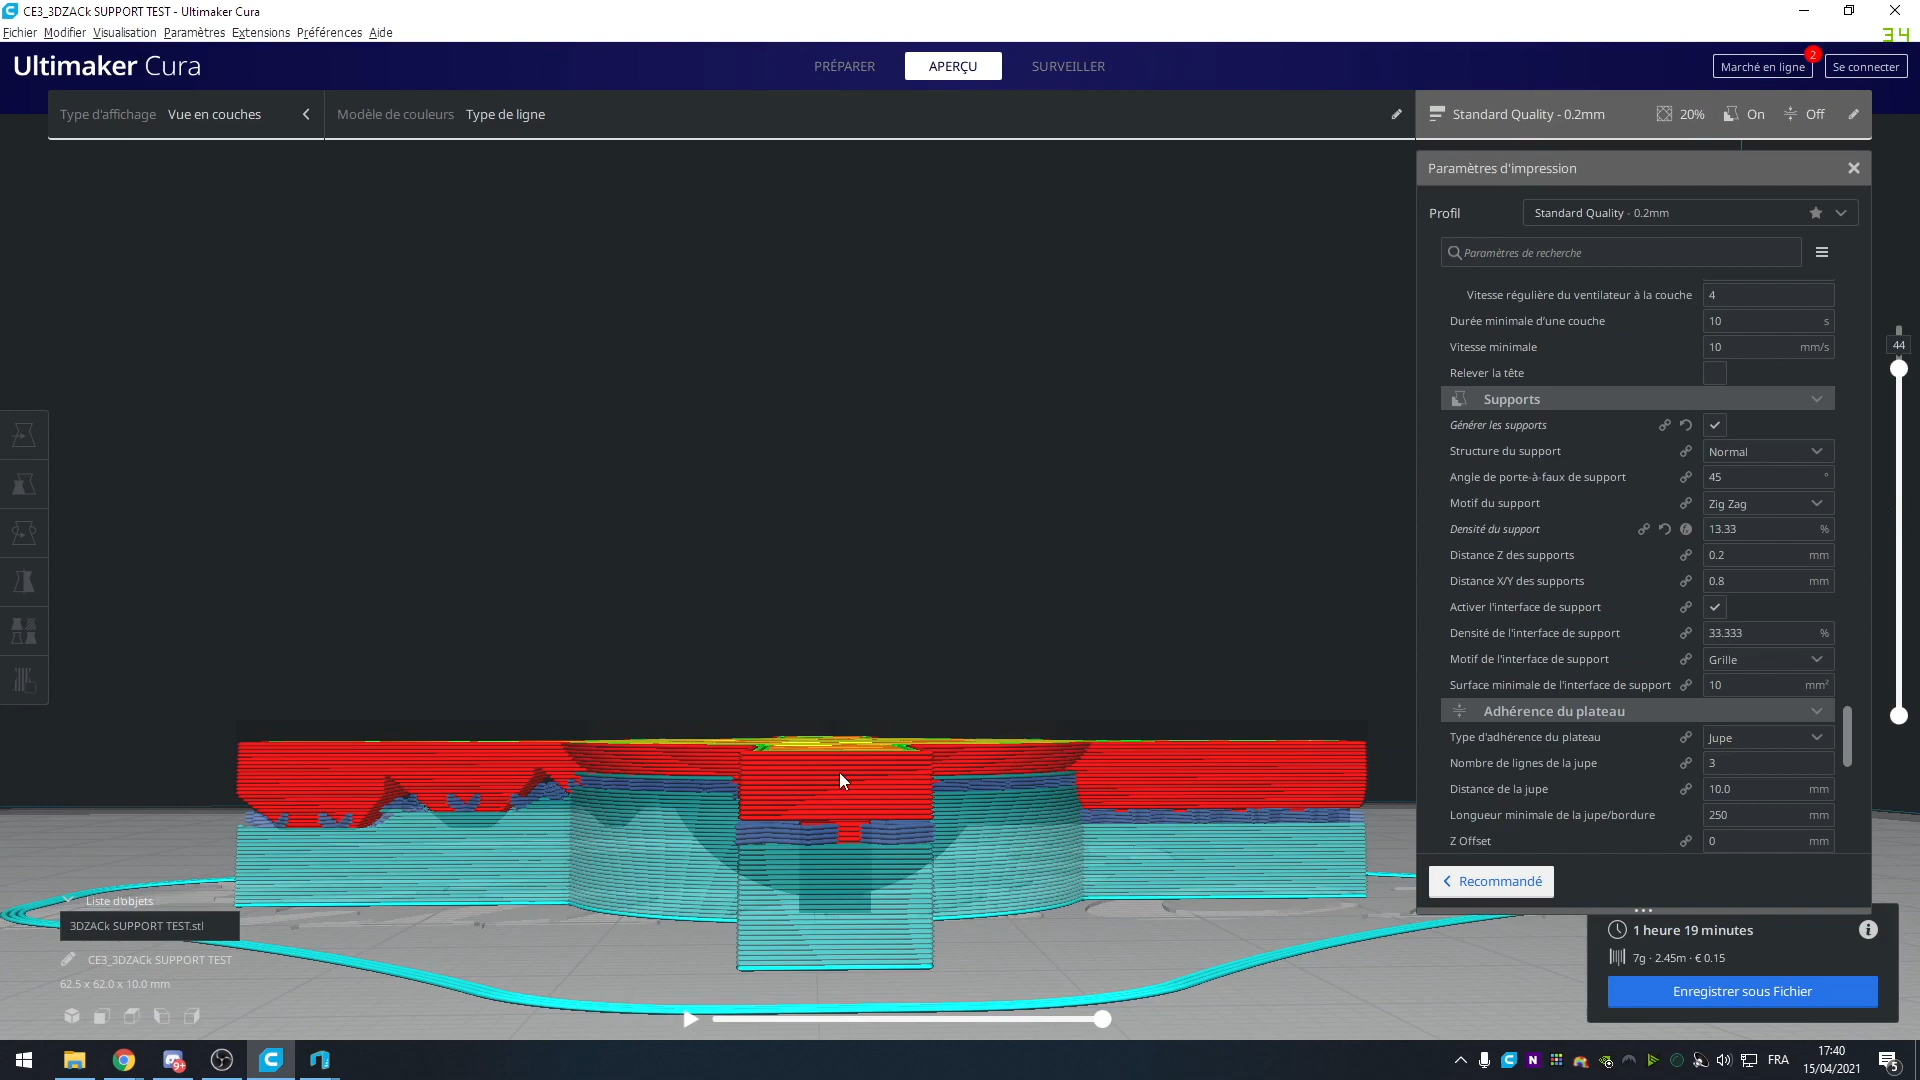 CE3_3DZACk SUPPORT TEST - Ultimaker Cura
Fichier Modifier Visualisation Paramètres Extensions Préférences Aide
34
Ultimaker Cura
PRÉPARER
APERÇU
SURVEILLER
Marché en ligne
2
Se connecter
Type d'affichage Vue en couches
Modèle de couleurs Type de ligne
Standard Quality - 0.2mm
20%
On
Off
Paramètres d'impression
Profil
Standard Quality - 0.2mm
Paramètres de recherche
Vitesse régulière du ventilateur à la couche 4
Durée minimale d'une couche 10 s
Vitesse minimale 10 mm/s
Relever la tête
Supports
Générer les supports
Structure du support Normal
Angle de porte-à-faux de support 45 °
Motif du support Zig Zag
Densité du support 13.33 %
Distance Z des supports 0.2 mm
Distance X/Y des supports 0.8 mm
Activer l'interface de support
Densité de l'interface de support 33.333 %
Motif de l'interface de support Grille
Surface minimale de l'interface de support 10 mm²
Adhérence du plateau
Type d'adhérence du plateau Jupe
Nombre de lignes de la jupe 3
Distance de la jupe 10.0 mm
Longueur minimale de la jupe/bordure 250 mm
Z Offset 0 mm
Recommandé
44
Liste d'objets
3DZACk SUPPORT TEST.stl
CE3_3DZACk SUPPORT TEST
62.5 x 62.0 x 10.0 mm
1 heure 19 minutes
7g · 2.45m · € 0.15
Enregistrer sous Fichier
9+
FRA
17:40
15/04/2021
5